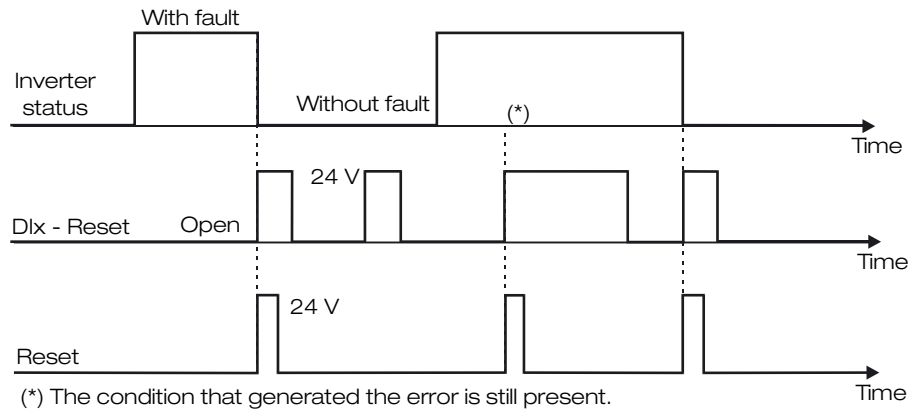 With fault
Inverter
status
Without fault
(*)
Time
24 V
DIx - Reset
Open
Time
24 V
Reset
Time
(*) The condition that generated the error is still present.